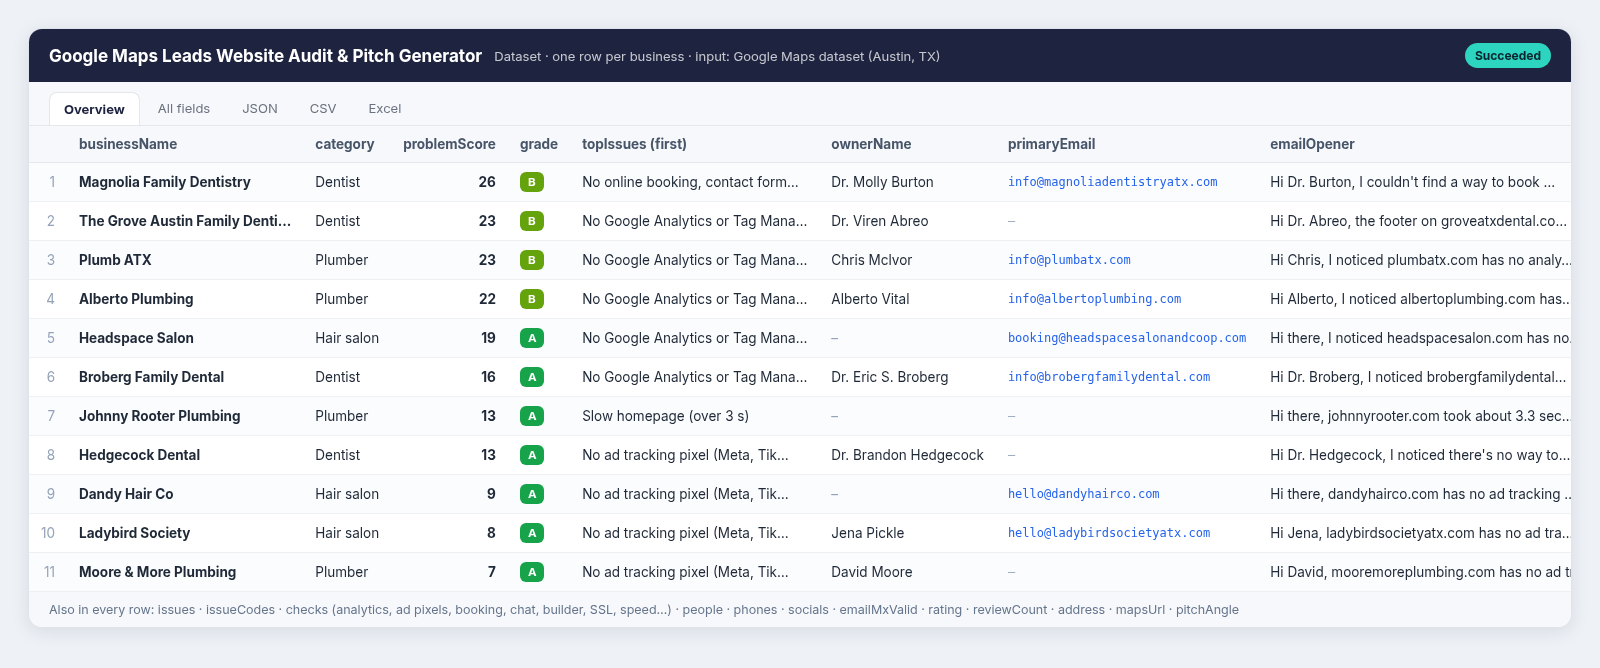 Google Maps Leads Website Audit & Pitch Generator Dataset · one row per business · input: Google Maps dataset (Austin, TX) Succeeded
Overview All fields JSON CSV Excel
businessName category problemScore grade topIssues (first) ownerName primaryEmail emailOpener
1 Magnolia Family Dentistry Dentist 26 B No online booking, contact form... Dr. Molly Burton info@magnoliadentistryatx.com Hi Dr. Burton, I couldn't find a way to book ...
2 The Grove Austin Family Denti... Dentist 23 B No Google Analytics or Tag Mana... Dr. Viren Abreo – Hi Dr. Abreo, the footer on groveatxdental.co...
3 Plumb ATX Plumber 23 B No Google Analytics or Tag Mana... Chris McIvor info@plumbatx.com Hi Chris, I noticed plumbatx.com has no analy...
4 Alberto Plumbing Plumber 22 B No Google Analytics or Tag Mana... Alberto Vital info@albertoplumbing.com Hi Alberto, I noticed albertoplumbing.com has...
5 Headspace Salon Hair salon 19 A No Google Analytics or Tag Mana... – booking@headspacesalonandcoop.com Hi there, I noticed headspacesalon.com has no...
6 Broberg Family Dental Dentist 16 A No Google Analytics or Tag Mana... Dr. Eric S. Broberg info@brobergfamilydental.com Hi Dr. Broberg, I noticed brobergfamilydental...
7 Johnny Rooter Plumbing Plumber 13 A Slow homepage (over 3 s) – – Hi there, johnnyrooter.com took about 3.3 sec...
8 Hedgecock Dental Dentist 13 A No ad tracking pixel (Meta, Tik... Dr. Brandon Hedgecock – Hi Dr. Hedgecock, I noticed there's no way to...
9 Dandy Hair Co Hair salon 9 A No ad tracking pixel (Meta, Tik... – hello@dandyhairco.com Hi there, dandyhairco.com has no ad tracking ...
10 Ladybird Society Hair salon 8 A No ad tracking pixel (Meta, Tik... Jena Pickle hello@ladybirdsocietyatx.com Hi Jena, ladybirdsocietyatx.com has no ad tra...
11 Moore & More Plumbing Plumber 7 A No ad tracking pixel (Meta, Tik... David Moore – Hi David, mooremoreplumbing.com has no ad t
Also in every row: issues · issueCodes · checks (analytics, ad pixels, booking, chat, builder, SSL, speed...) · people · phones · socials · emailMxValid · rating · reviewCount · address · mapsUrl · pitchAngle